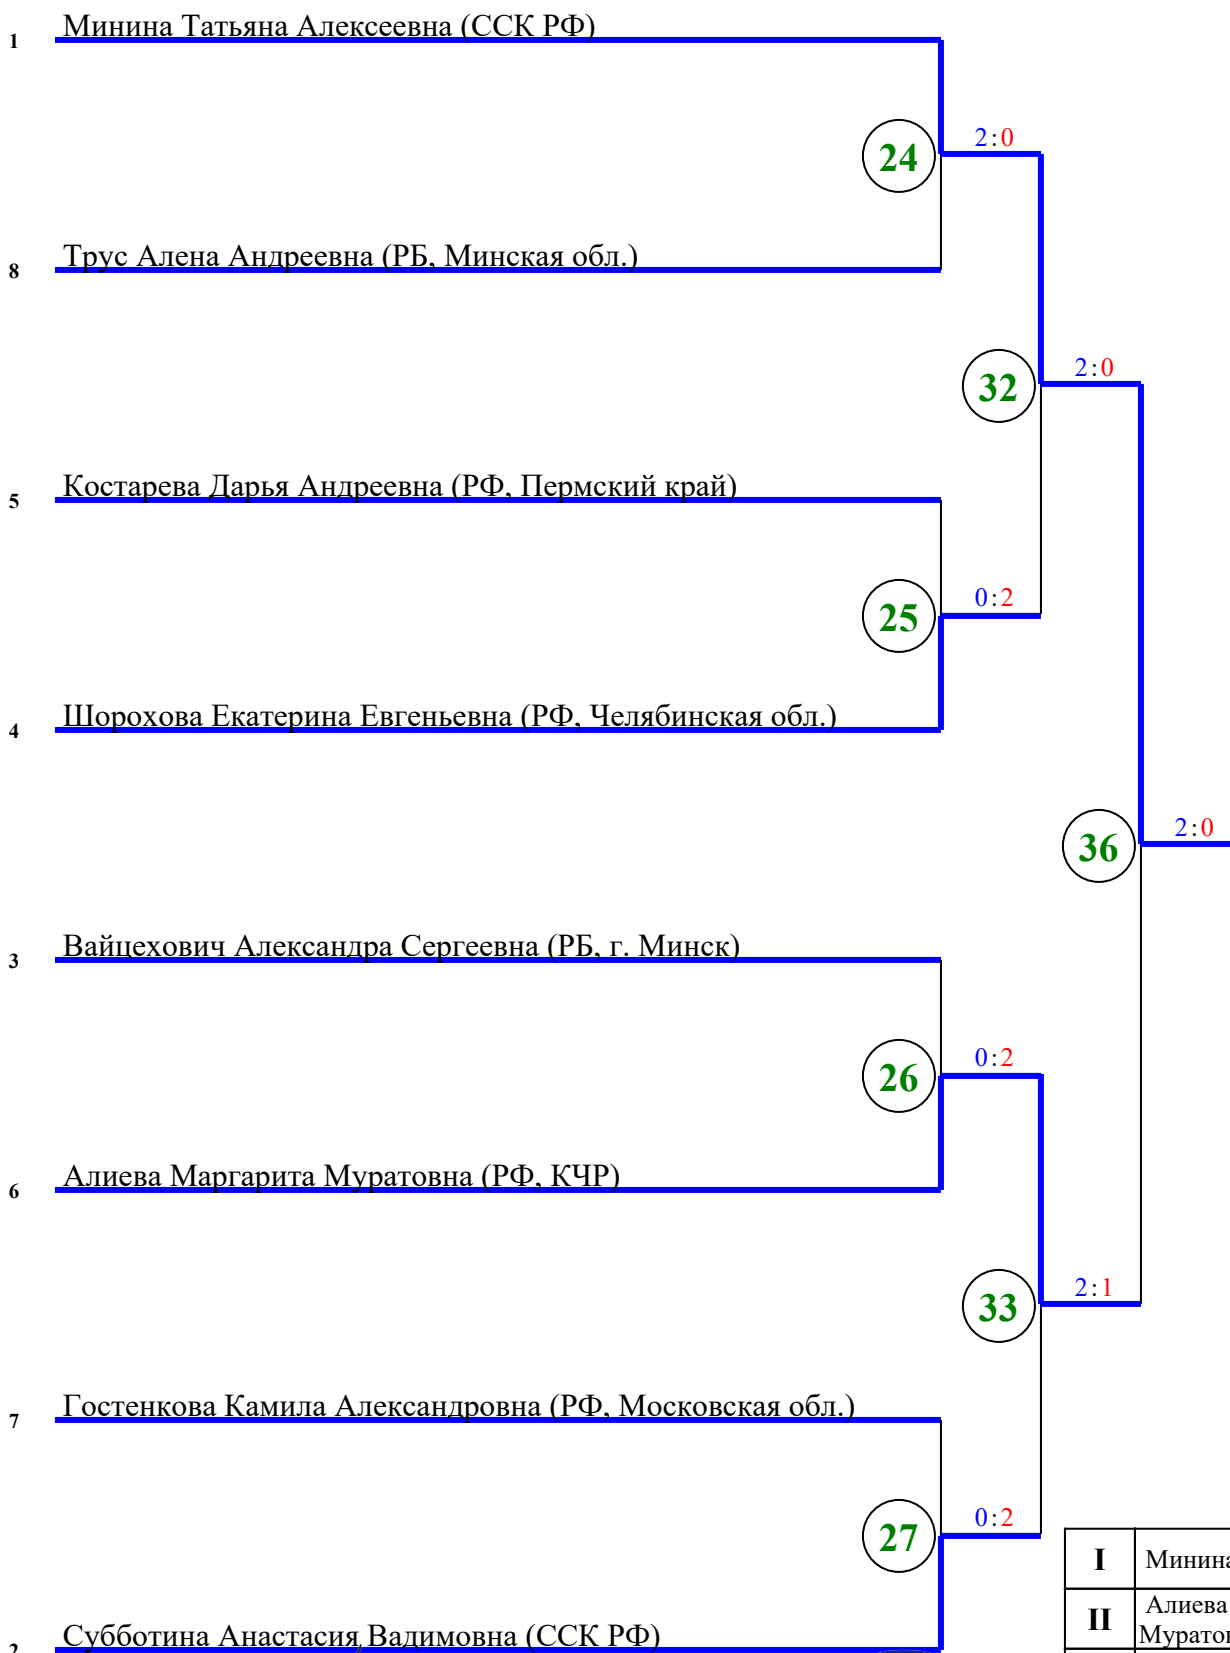 1 Минина Татьяна Алексеевна (ССК РФ)
24 2:0
8 Трус Алена Андреевна (РБ, Минская обл.)
32 2:0
5 Костарева Дарья Андреевна (РФ, Пермский край)
25 0:2
4 Шорохова Екатерина Евгеньевна (РФ, Челябинская обл.)
36 2:0
3 Вайцехович Александра Сергеевна (РБ, г. Минск)
26 0:2
6 Алиева Маргарита Муратовна (РФ, КЧР)
33 2:1
7 Гостенкова Камила Александровна (РФ, Московская обл.)
27 0:2
I Минина
II Алиева
2 Субботина Анастасия Вадимовна (ССК РФ)